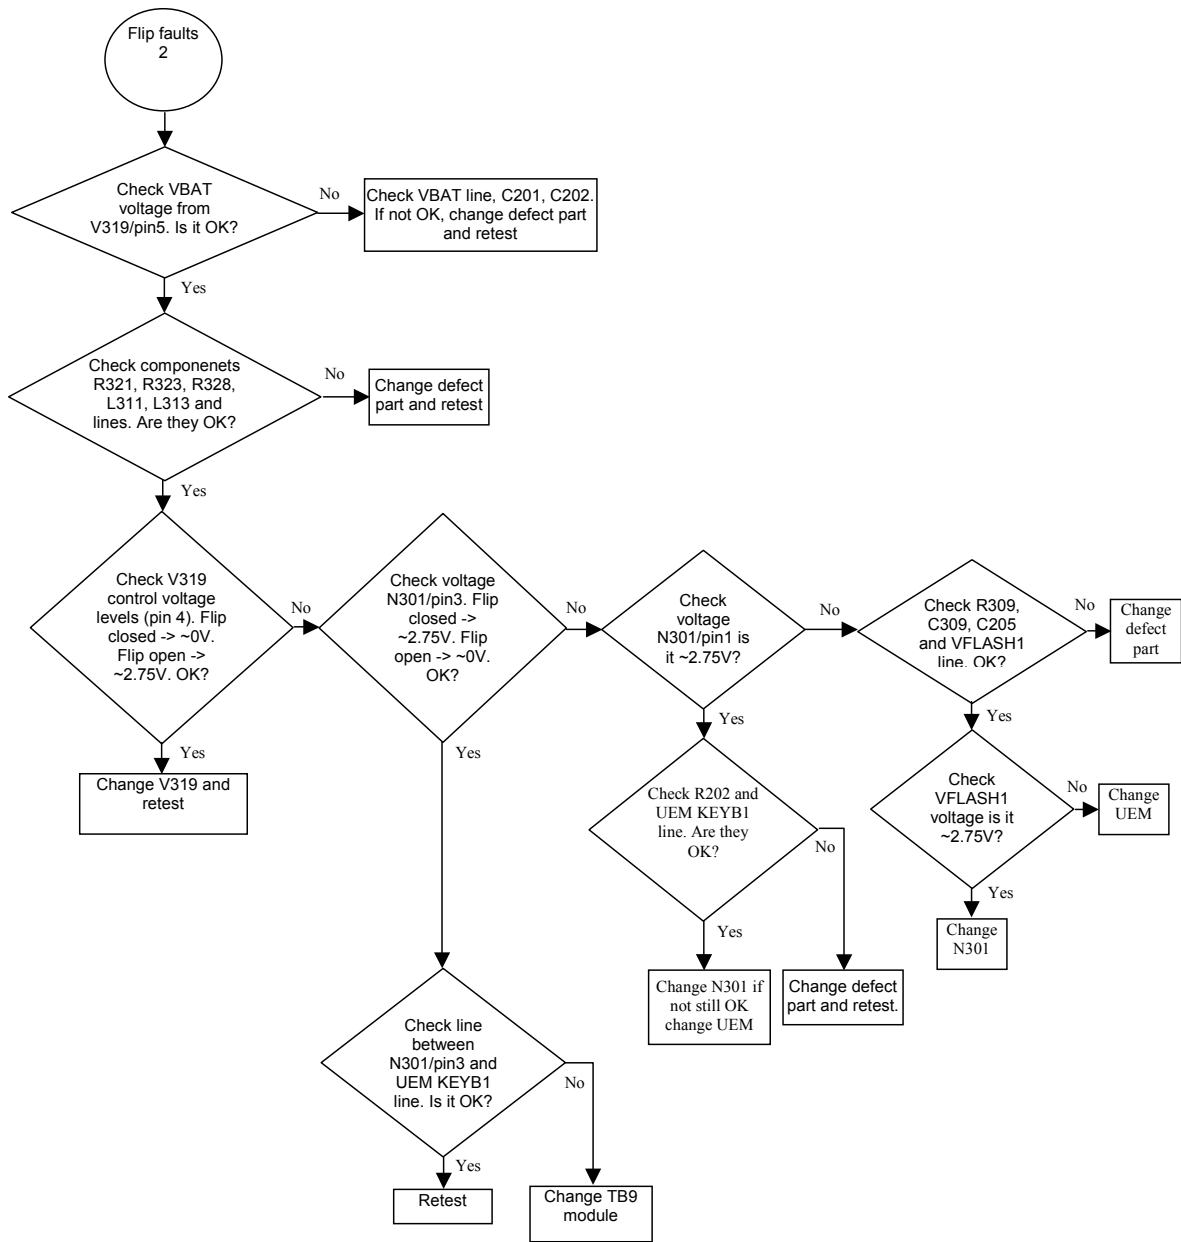 Flip faults
2
Check VBAT
voltage from
V319/pin5. Is it OK?
No
Check VBAT line, C201, C202.
If not OK, change defect part
and retest
Yes
Check componenets
R321, R323, R328,
L311, L313 and
lines. Are they OK?
No
Change defect
part and retest
Yes
Check V319
control voltage
levels (pin 4). Flip
closed -> ~0V.
Flip open ->
~2.75V. OK?
No
Check voltage
N301/pin3. Flip
closed ->
~2.75V. Flip
open -> ~0V.
OK?
No
Check
voltage
N301/pin1 is
it ~2.75V?
No
Check R309,
C309, C205
and VFLASH1
line. OK?
No
Change
defect
part
Yes
Change V319 and
retest
Yes
Yes
Check R202 and
UEM KEYB1
line. Are they
OK?
No
Yes
Check
VFLASH1
voltage is it
~2.75V?
No
Change
UEM
Yes
Change
N301
Yes
Change N301 if
not still OK
change UEM
Change defect
part and retest.
Check line
between
N301/pin3 and
UEM KEYB1
line. Is it OK?
No
Yes
Retest
Change TB9
module